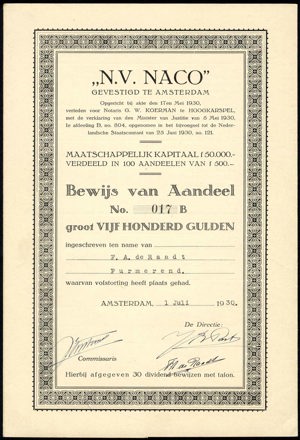 „N.V. NACO”
GEVESTIGD TE AMSTERDAM
Opgericht bij akte den 17en Mei 1930,
verleden voor Notaris G. W. KOERMAN te HOOGKARSPEL,
met de verklaring van den Minister van Justitie van 6 Mei 1930,
1e afdeeling B, no. 804, opgenomen in het bijvoegsel tot de Neder-
landsche Staatscourant van 23 Juni 1930, no. 121.
MAATSCHAPPELIJK KAPITAAL f 50.000.-
VERDEELD IN 100 AANDEELEN VAN f 500.-
Bewijs van Aandeel
No. 017 B
groot VIJF HONDERD GULDEN
ingeschreven ten name van
F. A. de Raadt
Purmerend.
waarvan volstorting heeft plaats gehad.
AMSTERDAM, 1 Juli 1930.
De Directie:
Commissaris
Hierbij afgegeven 30 dividend bewijzen met talon.